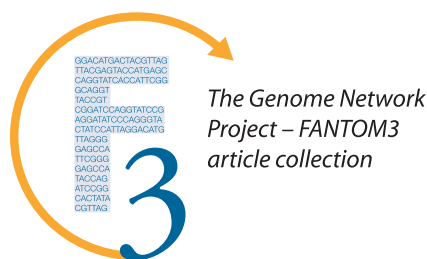 GGACATGACTACGTTAG
TTACGAGTACCATGAGC
CAGGTATCACCATTCGG
GCAGGT
TACCGT
CGGATCCAGGTATCCG
AGGATATCCCAGGGTA
CTATCCATTAGGACATG
TTAGGG
GAGCCA
TTCGGG
GAGCCA
TACCAG
ATCCGG
CACTATA
CGTTAG
3
The Genome Network
Project – FANTOM3
article collection